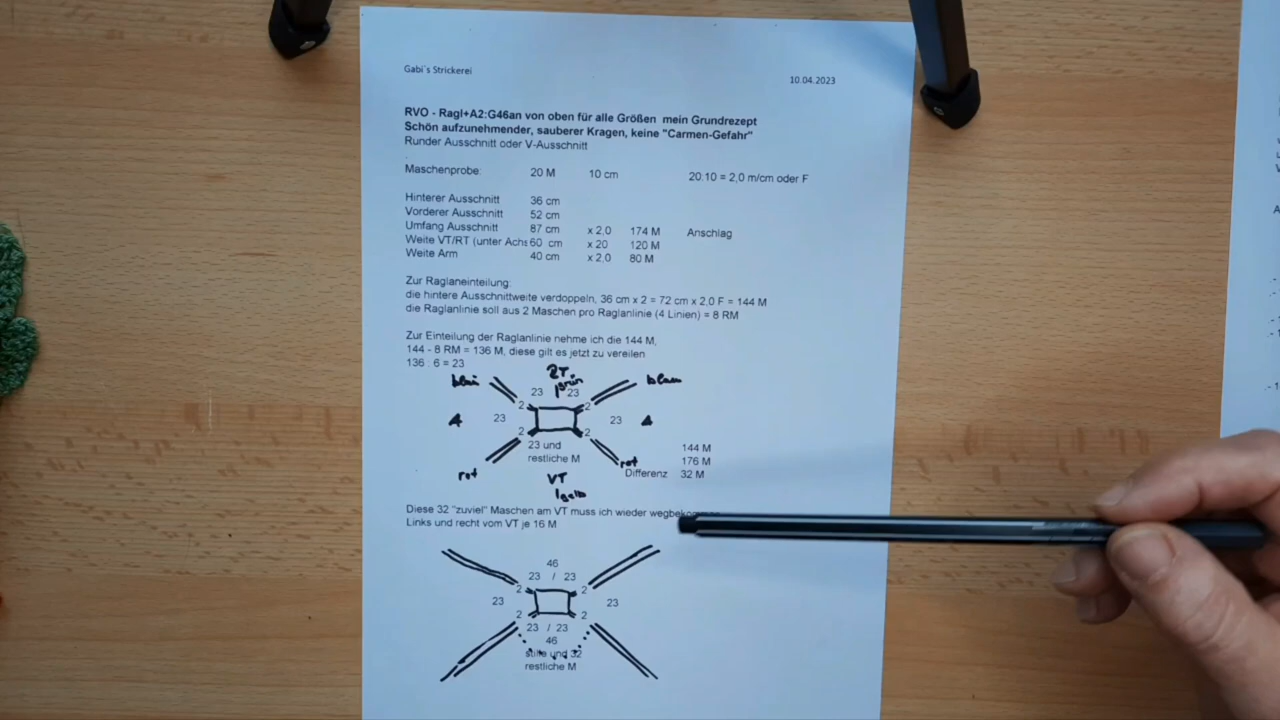 Gabi´s Strickerei
10.04.2023
RVO - Ragl+A2:G46an von oben für alle Größen mein Grundrezept
Schön aufzunehmender, sauberer Kragen, keine "Carmen-Gefahr"
Runder Ausschnitt oder V-Ausschnitt
Maschenprobe: 20 M 10 cm 20:10 = 2,0 m/cm oder F
Hinterer Ausschnitt 36 cm
Vorderer Ausschnitt 52 cm
Umfang Ausschnitt 87 cm x 2,0 174 M Anschlag
Weite VT/RT (unter Achs 60 cm x 20 120 M
Weite Arm 40 cm x 2,0 80 M
Zur Raglaneinteilung:
die hintere Ausschnittweite verdoppeln, 36 cm x 2 = 72 cm x 2,0 F = 144 M
die Raglanlinie soll aus 2 Maschen pro Raglanlinie (4 Linien) = 8 RM
Zur Einteilung der Raglanlinie nehme ich die 144 M,
144 - 8 RM = 136 M, diese gilt es jetzt zu vereilen
136 : 6 = 23
blau grün blau
23 23
2 2
A 23 23 A
2 2
23 und 144 M
restliche M rot 176 M
rot VT Differenz 32 M
gelb
Diese 32 "zuviel" Maschen am VT muss ich wieder
Links und recht vom VT je 16 M
46
23 / 23
2 2
23 23
2 2
23 / 23
46
und 32
restliche M